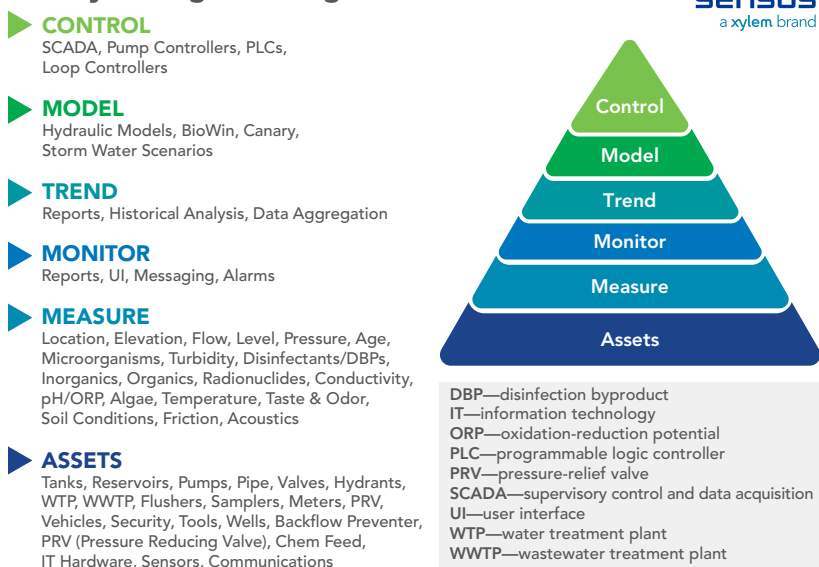 sensus
a xylem brand
CONTROL
SCADA, Pump Controllers, PLCs,
Loop Controllers
MODEL
Hydraulic Models, BioWin, Canary,
Storm Water Scenarios
TREND
Reports, Historical Analysis, Data Aggregation
MONITOR
Reports, UI, Messaging, Alarms
MEASURE
Location, Elevation, Flow, Level, Pressure, Age,
Microorganisms, Turbidity, Disinfectants/DBPs,
Inorganics, Organics, Radionuclides, Conductivity,
pH/ORP, Algae, Temperature, Taste & Odor,
Soil Conditions, Friction, Acoustics
ASSETS
Tanks, Reservoirs, Pumps, Pipe, Valves, Hydrants,
WTP, WWTP, Flushers, Samplers, Meters, PRV,
Vehicles, Security, Tools, Wells, Backflow Preventer,
PRV (Pressure Reducing Valve), Chem Feed,
IT Hardware, Sensors, Communications
Control
Model
Trend
Monitor
Measure
Assets
DBP—disinfection byproduct
IT—information technology
ORP—oxidation-reduction potential
PLC—programmable logic controller
PRV—pressure-relief valve
SCADA—supervisory control and data acquisition
UI—user interface
WTP—water treatment plant
WWTP—wastewater treatment plant